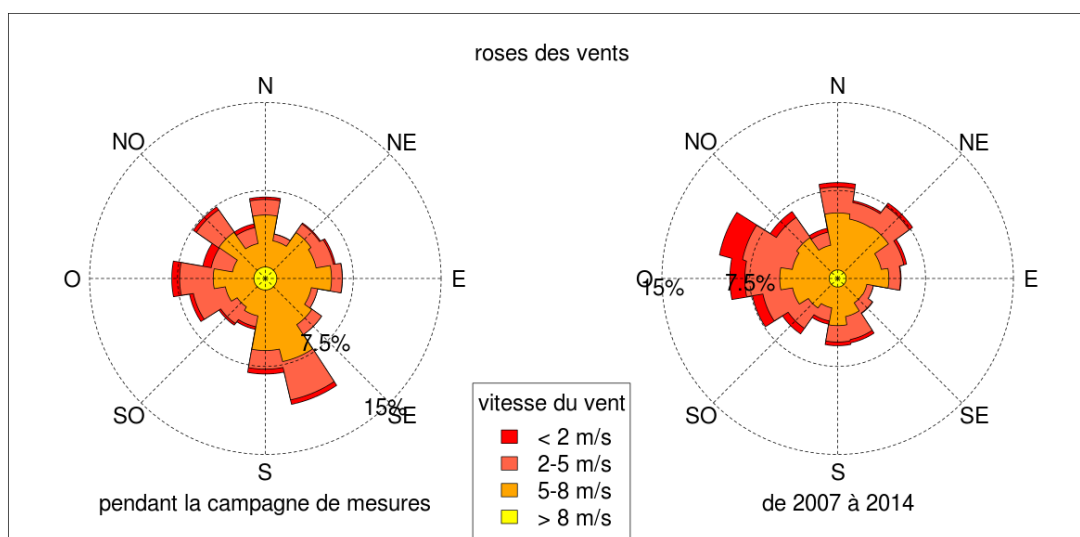 roses des vents
N
NO
NE
O
E
7.5%
15%
SO
SE
S
pendant la campagne de mesures
N
NO
NE
O
15%
7.5%
E
SO
SE
S
de 2007 à 2014
vitesse du vent
< 2 m/s
2-5 m/s
5-8 m/s
> 8 m/s